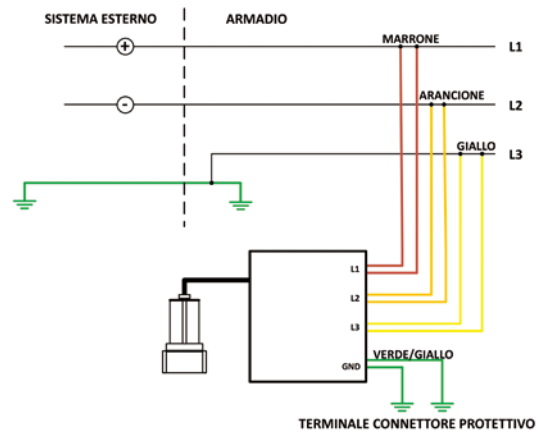 SISTEMA ESTERNO
ARMADIO
MARRONE
+
L1
ARANCIONE
-
L2
GIALLO
L3
L1
L2
L3
GND
VERDE/GIALLO
TERMINALE CONNETTORE PROTETTIVO